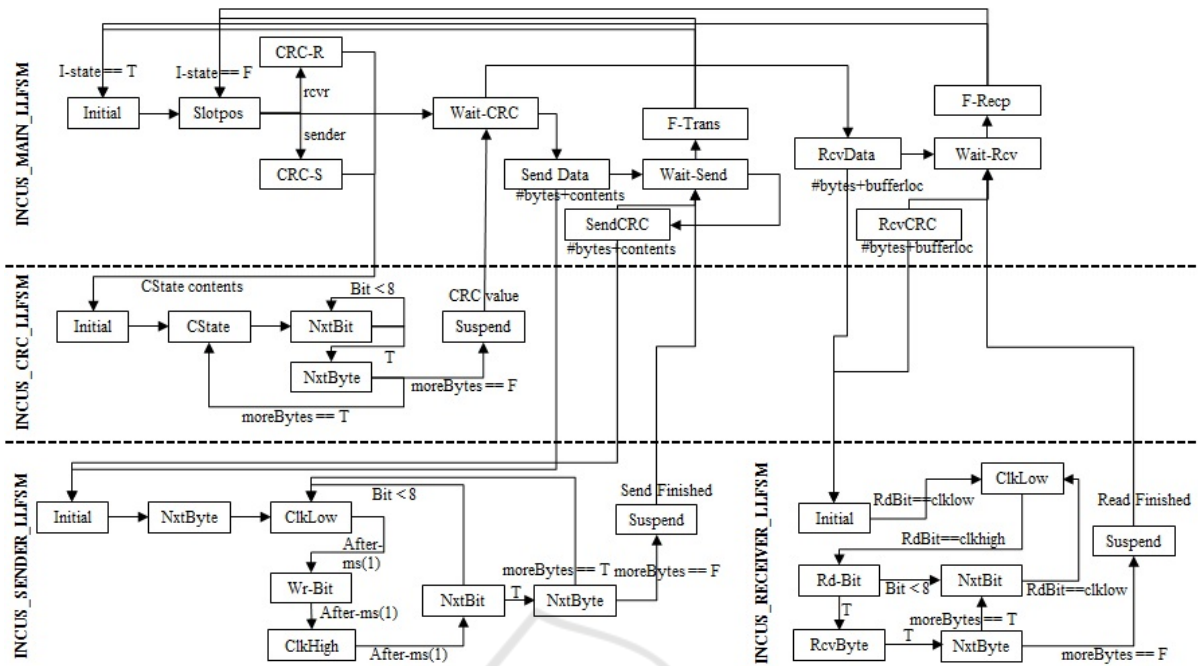 INCUS_MAIN_LLFSM
CRC-R
I-state == T
I-state == F
rcvr
Initial
Slotpos
Wait-CRC
F-Trans
F-Recp
sender
CRC-S
Send Data
#bytes+contents
Wait-Send
RcvData
#bytes+bufferloc
Wait-Rcv
SendCRC
#bytes+contents
RcvCRC
#bytes+bufferloc
INCUS_CRC_LLFSM
CState contents
Bit < 8
CRC value
Initial
CState
NxtBit
Suspend
T
NxtByte
moreBytes == F
moreBytes == T
INCUS_SENDER_LLFSM
Bit < 8
Send Finished
Initial
NxtByte
ClkLow
Suspend
After-
ms(1)
Wr-Bit
After-ms(1)
ClkHigh
After-ms(1)
NxtBit
T
NxtByte
moreBytes == T
moreBytes == F
INCUS_RECEIVER_LLFSM
ClkLow
RdBit==clklow
Read Finished
Initial
Suspend
RdBit==clkhigh
Rd-Bit
Bit < 8
NxtBit
RdBit==clklow
T
moreBytes == T
RcvByte
T
NxtByte
moreBytes == F